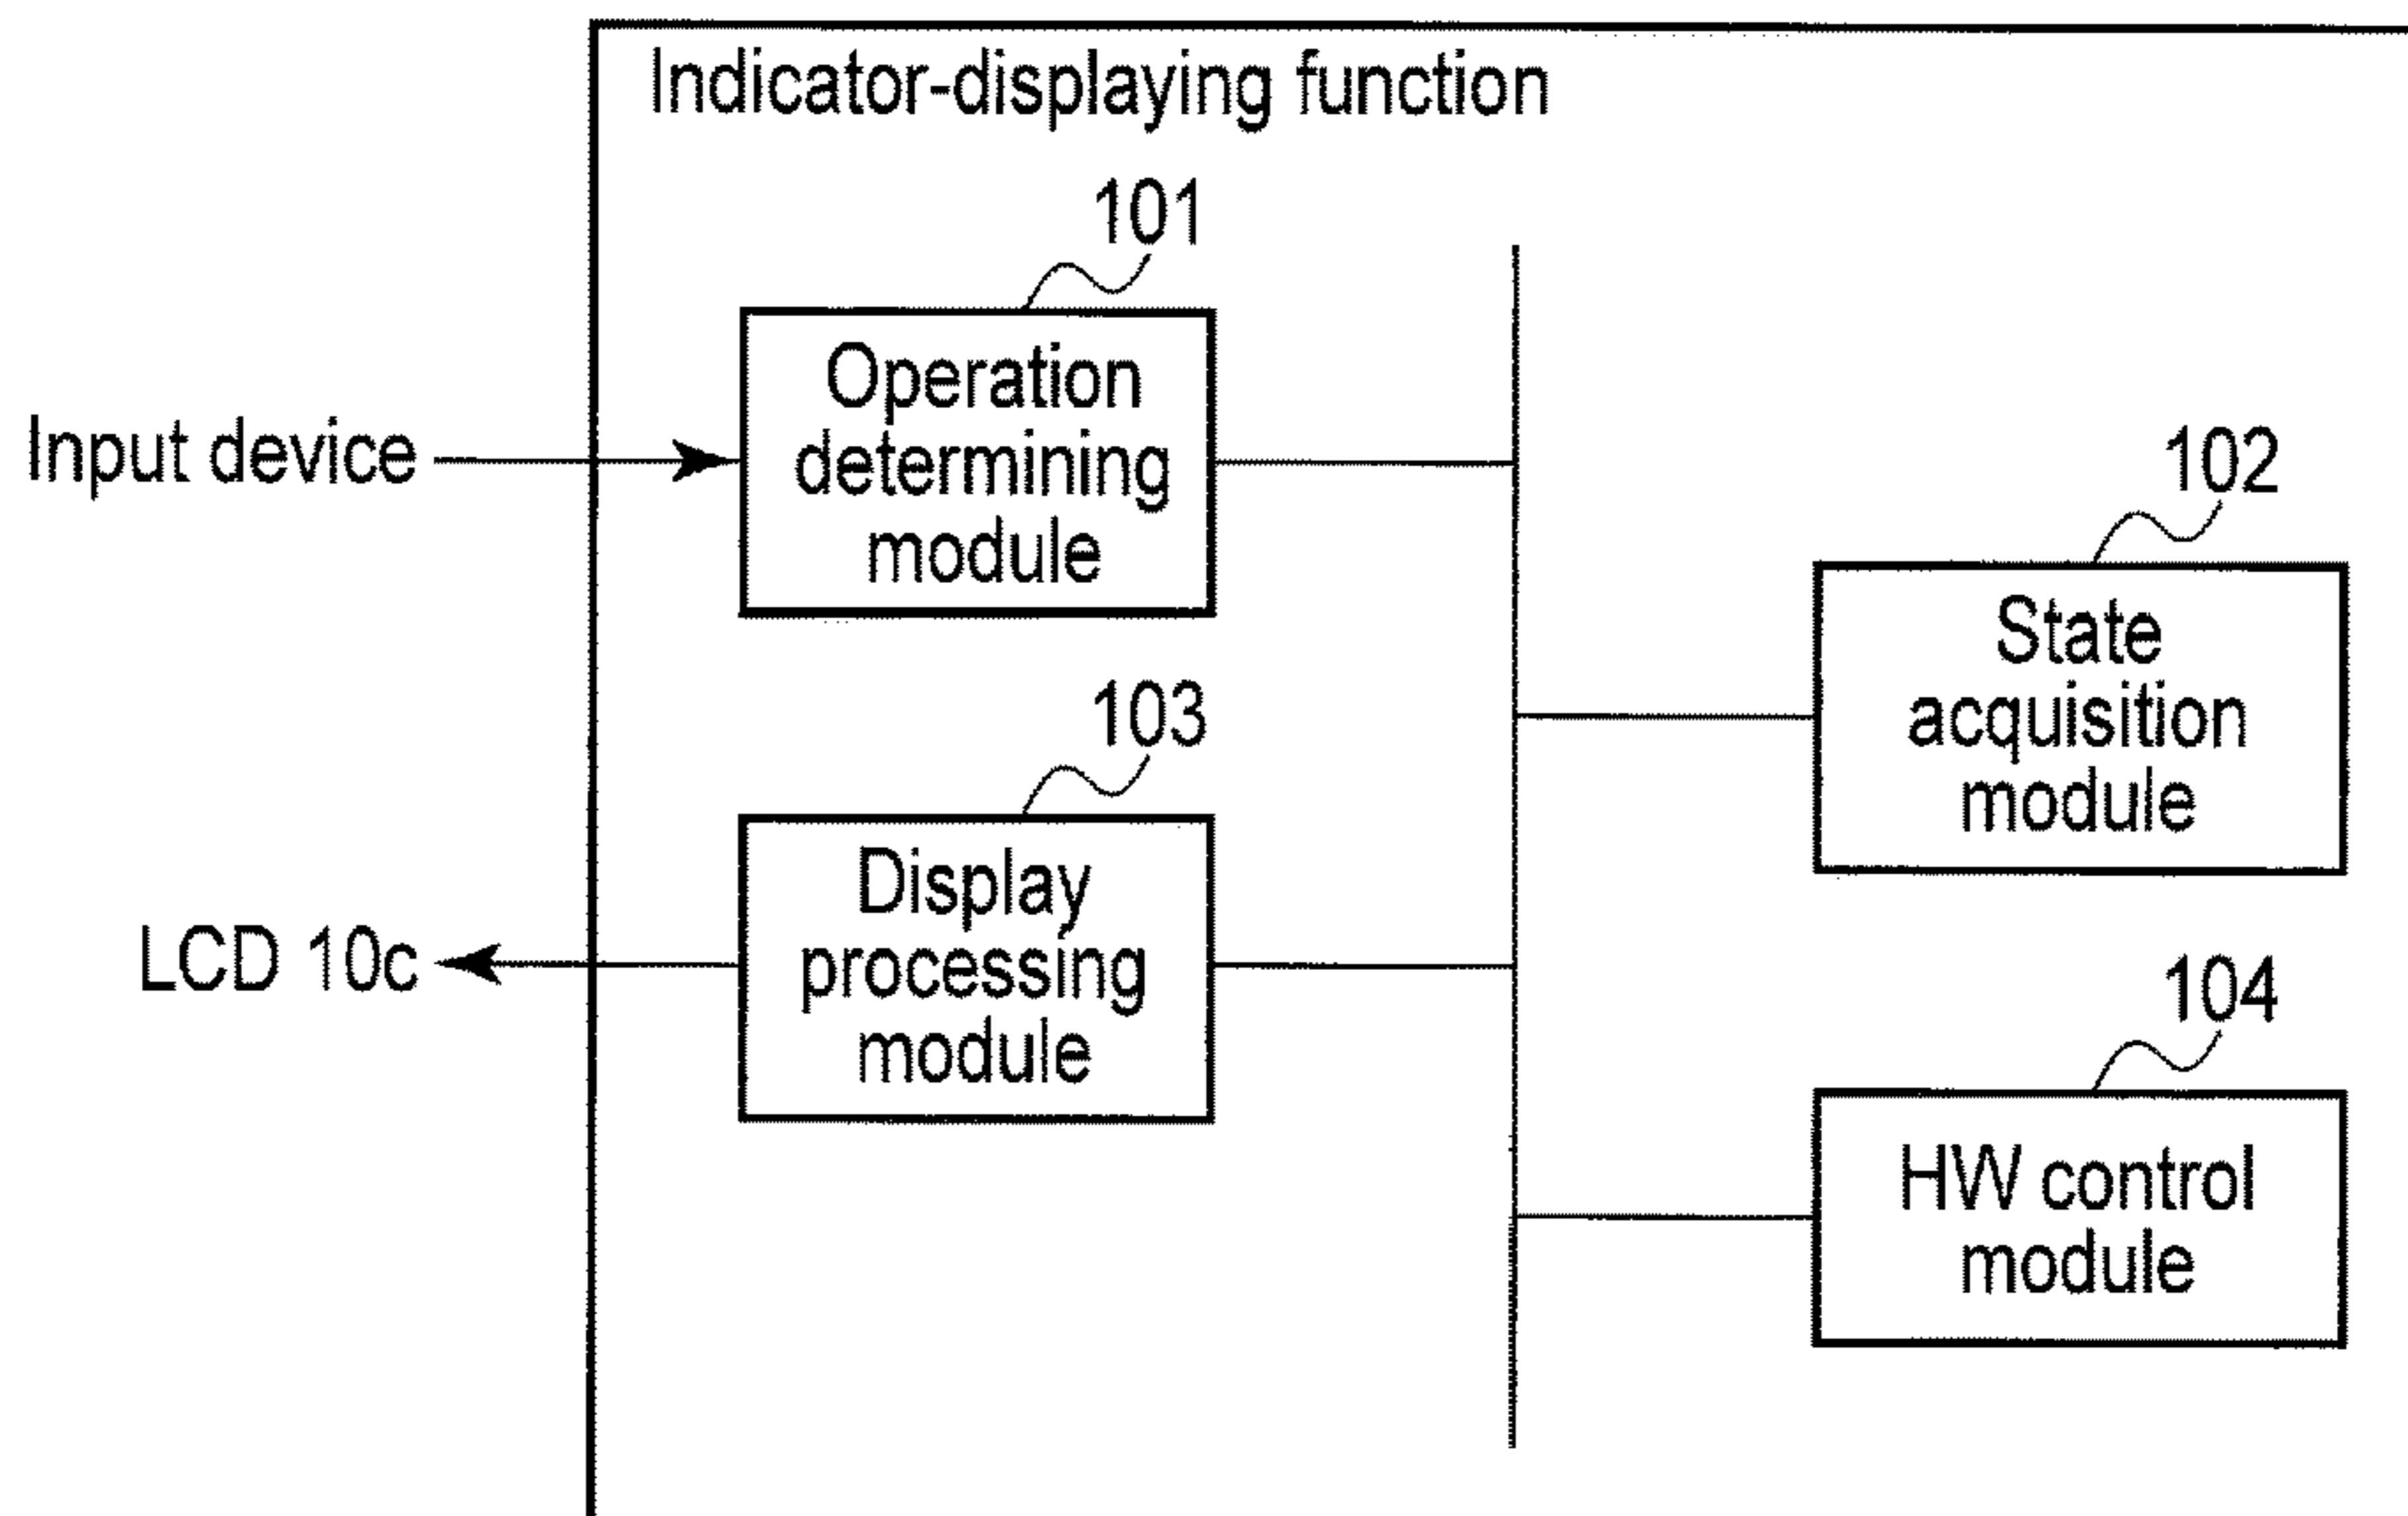 Indicator-displaying function
101
Operation
determining
module
Input device
102
State
acquisition
module
103
Display
processing
module
LCD 10c
104
HW control
module